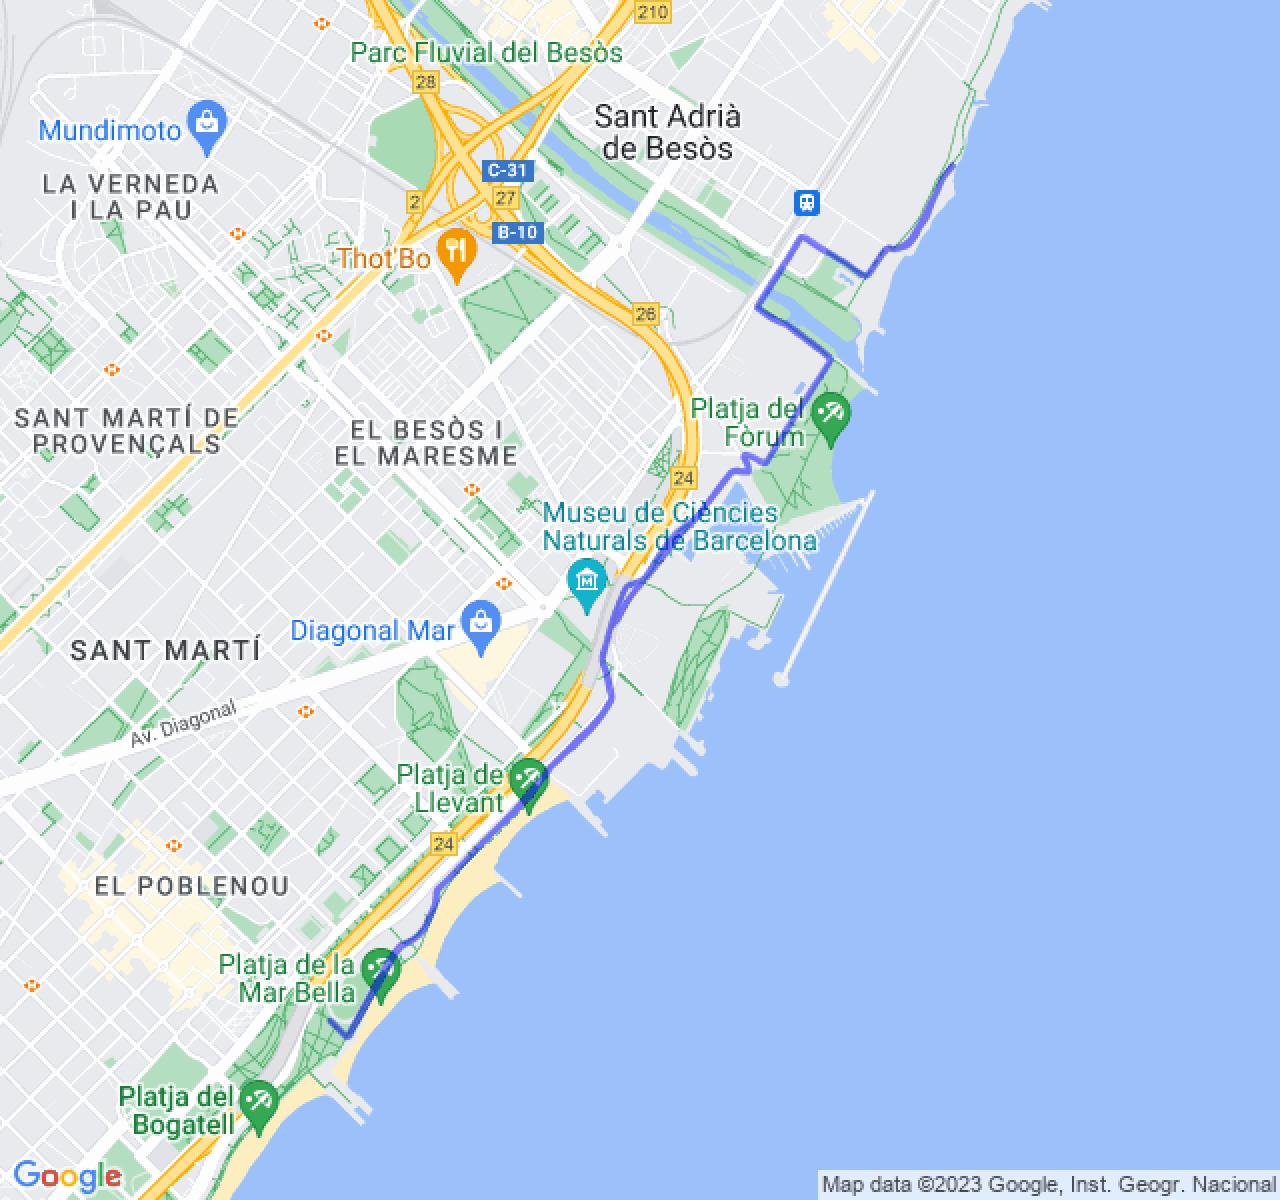 210
Parc Fluvial del Besòs
28
Sant Adrià
de Besòs
Mundimoto
C-31
LA VERNEDA
I LA PAU
2
27
B-10
Thot'Bo
26
Platja del
Fòrum
SANT MARTÍ DE
PROVENÇALS
EL BESÒS I
EL MARESME
24
Museu de Ciències
Naturals de Barcelona
Diagonal Mar
SANT MARTÍ
Av. Diagonal
Platja de
Llevant
24
EL POBLENOU
Platja de la
Mar Bella
Platja del
Bogatell
Google
Map data ©2023 Google, Inst. Geogr. Nacional